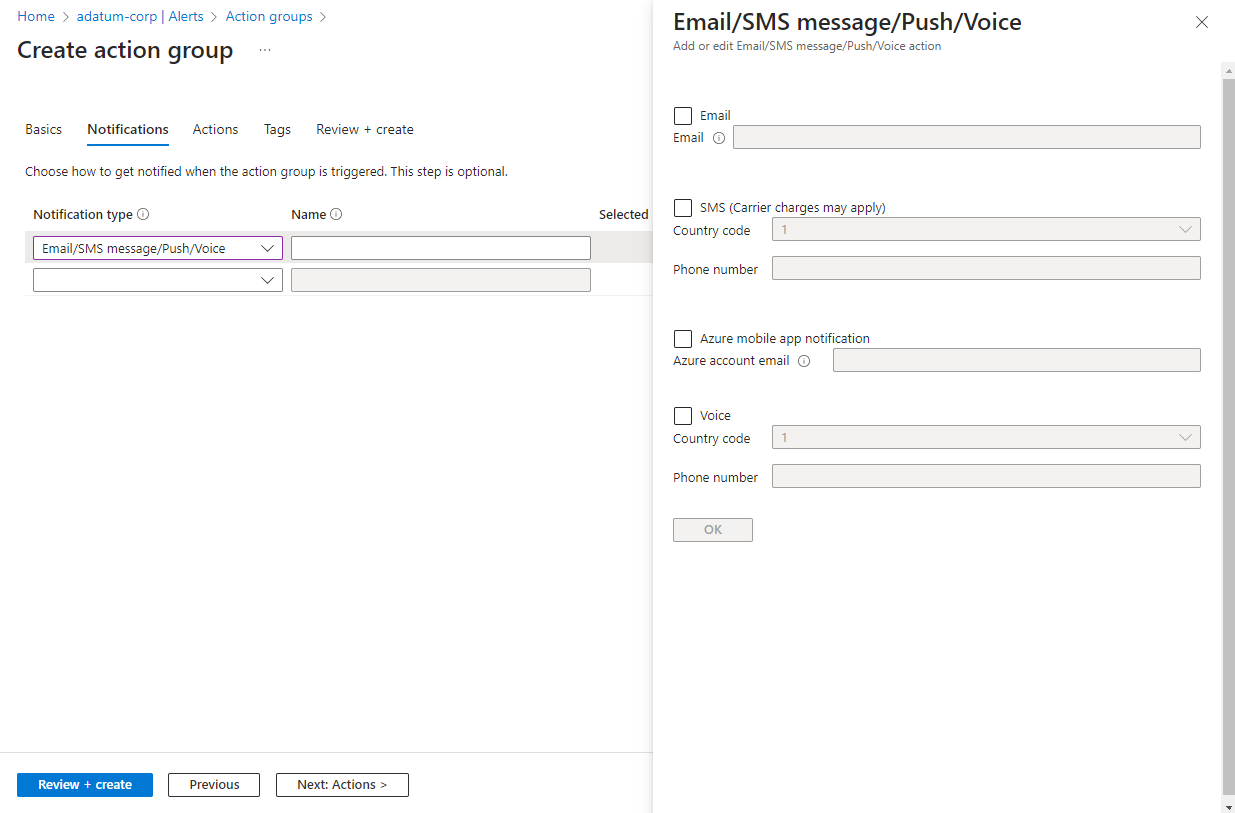 Home > adatum-corp | Alerts > Action groups >
Create action group ...
Basics Notifications Actions Tags Review + create
Choose how to get notified when the action group is triggered. This step is optional.
Notification type Name Selected
Email/SMS message/Push/Voice
Review + create Previous Next: Actions >
Email/SMS message/Push/Voice
Add or edit Email/SMS message/Push/Voice action
Email
Email
SMS (Carrier charges may apply)
Country code 1
Phone number
Azure mobile app notification
Azure account email
Voice
Country code 1
Phone number
OK